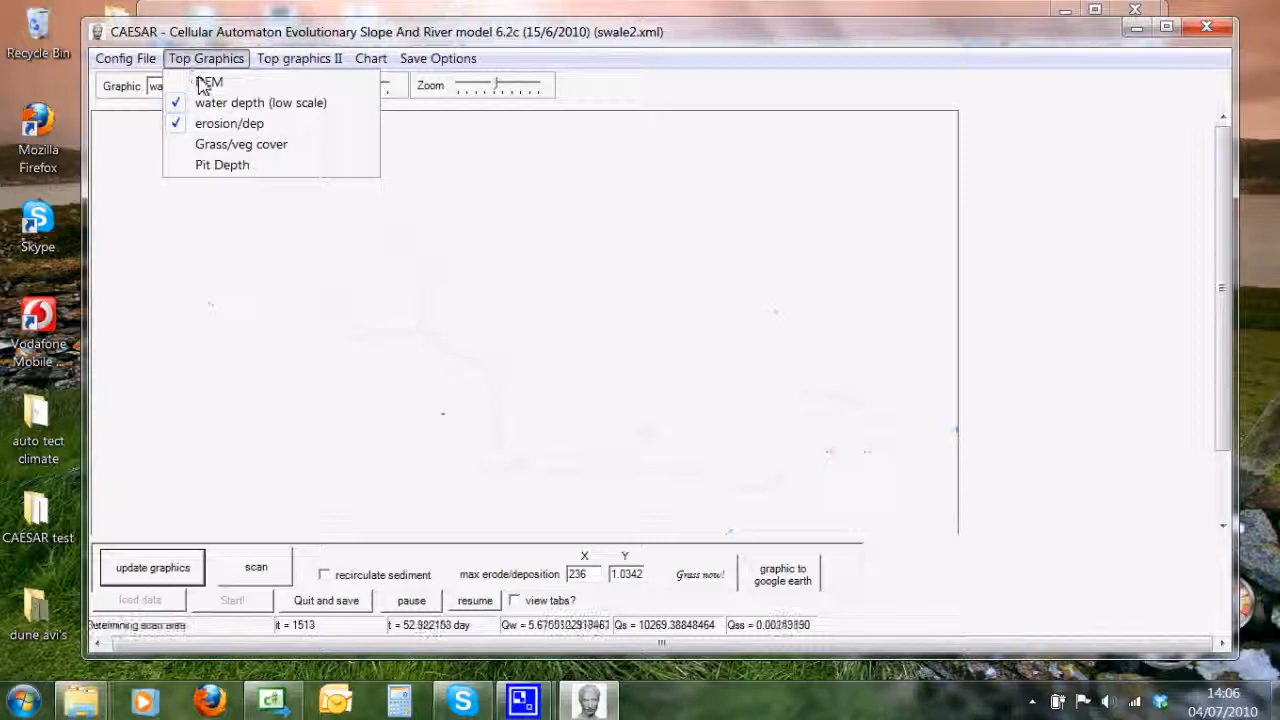 Recycle Bin
Mozilla
Firefox
Skype
Vodafone
Mobile ...
auto tect
climate
CAESAR test
dune avi's
CAESAR - Cellular Automaton Evolutionary Slope And River model 6.2c (15/6/2010) (swale2.xml)
Config File Top Graphics Top graphics II Chart Save Options
Graphic Zoom
DEM
water depth (low scale)
erosion/dep
Grass/veg cover
Pit Depth
X Y
update graphics scan recirculate sediment max erode/deposition 236 1.0342 Grass now! graphic to
google earth
load data Start! Quit and save pause resume view tabs?
Determining scan area it = 1513 Qs = 10269.38848464
14:06
04/07/2010